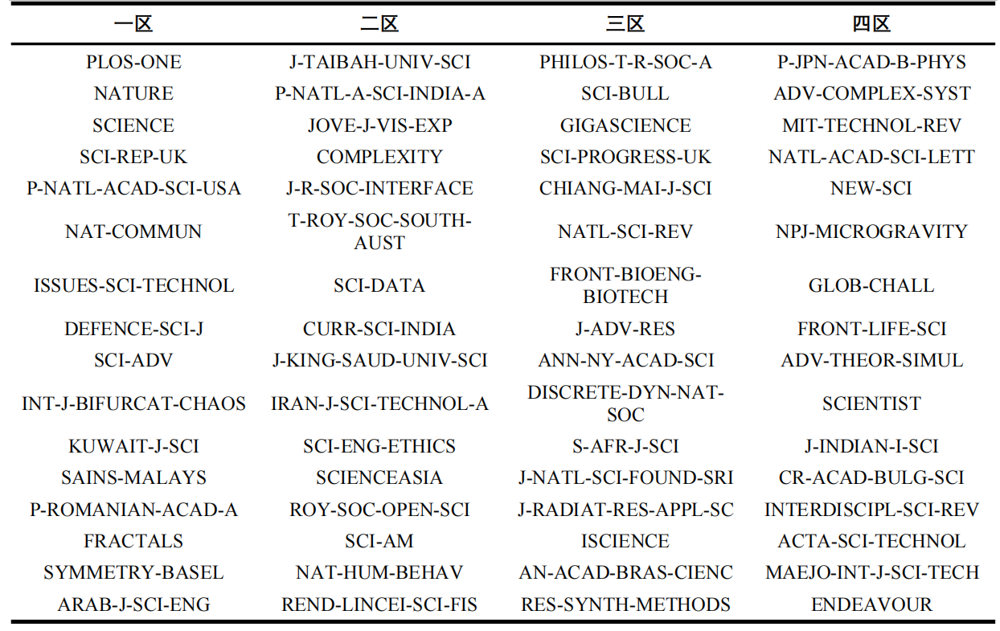 一区 二区 三区 四区
PLOS-ONE J-TAIBAH-UNIV-SCI PHILOS-T-R-SOC-A P-JPN-ACAD-B-PHYS
NATURE P-NATL-A-SCI-INDIA-A SCI-BULL ADV-COMPLEX-SYST
SCIENCE JOVE-J-VIS-EXP GIGASCIENCE MIT-TECHNOL-REV
SCI-REP-UK COMPLEXITY SCI-PROGRESS-UK NATL-ACAD-SCI-LETT
P-NATL-ACAD-SCI-USA J-R-SOC-INTERFACE CHIANG-MAI-J-SCI NEW-SCI
NAT-COMMUN T-ROY-SOC-SOUTH-AUST NATL-SCI-REV NPJ-MICROGRAVITY
ISSUES-SCI-TECHNOL SCI-DATA FRONT-BIOENG-BIOTECH GLOB-CHALL
DEFENCE-SCI-J CURR-SCI-INDIA J-ADV-RES FRONT-LIFE-SCI
SCI-ADV J-KING-SAUD-UNIV-SCI ANN-NY-ACAD-SCI ADV-THEOR-SIMUL
INT-J-BIFURCAT-CHAOS IRAN-J-SCI-TECHNOL-A DISCRETE-DYN-NAT-SOC SCIENTIST
KUWAIT-J-SCI SCI-ENG-ETHICS S-AFR-J-SCI J-INDIAN-I-SCI
SAINS-MALAYS SCIENCEASIA J-NATL-SCI-FOUND-SRI CR-ACAD-BULG-SCI
P-ROMANIAN-ACAD-A ROY-SOC-OPEN-SCI J-RADIAT-RES-APPL-SC INTERDISCIPL-SCI-REV
FRACTALS SCI-AM ISCIENCE ACTA-SCI-TECHNOL
SYMMETRY-BASEL NAT-HUM-BEHAV AN-ACAD-BRAS-CIENC MAEJO-INT-J-SCI-TECH
ARAB-J-SCI-ENG REND-LINCEI-SCI-FIS RES-SYNTH-METHODS ENDEAVOUR